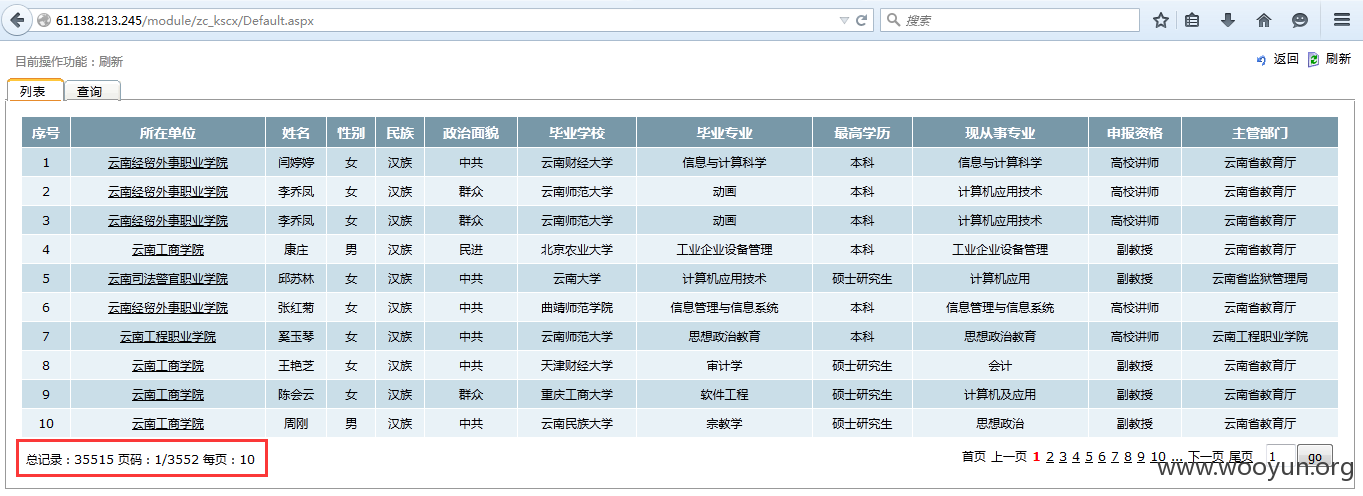 61.138.213.245/module/zc_kscx/Default.aspx 搜索
目前操作功能：刷新 返回 刷新
列表 查询
序号 所在单位 姓名 性别 民族 政治面貌 毕业学校 毕业专业 最高学历 现从事专业 申报资格 主管部门
1 云南经贸外事职业学院 闫婷婷 女 汉族 中共 云南财经大学 信息与计算科学 本科 信息与计算科学 高校讲师 云南省教育厅
2 云南经贸外事职业学院 李乔凤 女 汉族 群众 云南师范大学 动画 本科 计算机应用技术 高校讲师 云南省教育厅
3 云南经贸外事职业学院 李乔凤 女 汉族 群众 云南师范大学 动画 本科 计算机应用技术 高校讲师 云南省教育厅
4 云南工商学院 康庄 男 汉族 民进 北京农业大学 工业企业设备管理 本科 工业企业设备管理 副教授 云南省教育厅
5 云南司法警官职业学院 邱苏林 女 汉族 中共 云南大学 计算机应用技术 硕士研究生 计算机应用 副教授 云南省监狱管理局
6 云南经贸外事职业学院 张红菊 女 汉族 中共 曲靖师范学院 信息管理与信息系统 本科 信息管理与信息系统 高校讲师 云南省教育厅
7 云南工程职业学院 奚玉琴 女 汉族 中共 云南师范大学 思想政治教育 本科 思想政治教育 高校讲师 云南工程职业学院
8 云南工商学院 王艳芝 女 汉族 中共 天津财经大学 审计学 硕士研究生 会计 副教授 云南省教育厅
9 云南工商学院 陈会云 女 汉族 群众 重庆工商大学 软件工程 硕士研究生 计算机及应用 副教授 云南省教育厅
10 云南工商学院 周刚 男 汉族 中共 云南民族大学 宗教学 硕士研究生 思想政治 副教授 云南省教育厅
总记录：35515 页码：1/3552 每页：10 首页 上一页 1 2 3 4 5 6 7 8 9 10 ... 下一页 尾页 1 go
www.wooyun.org